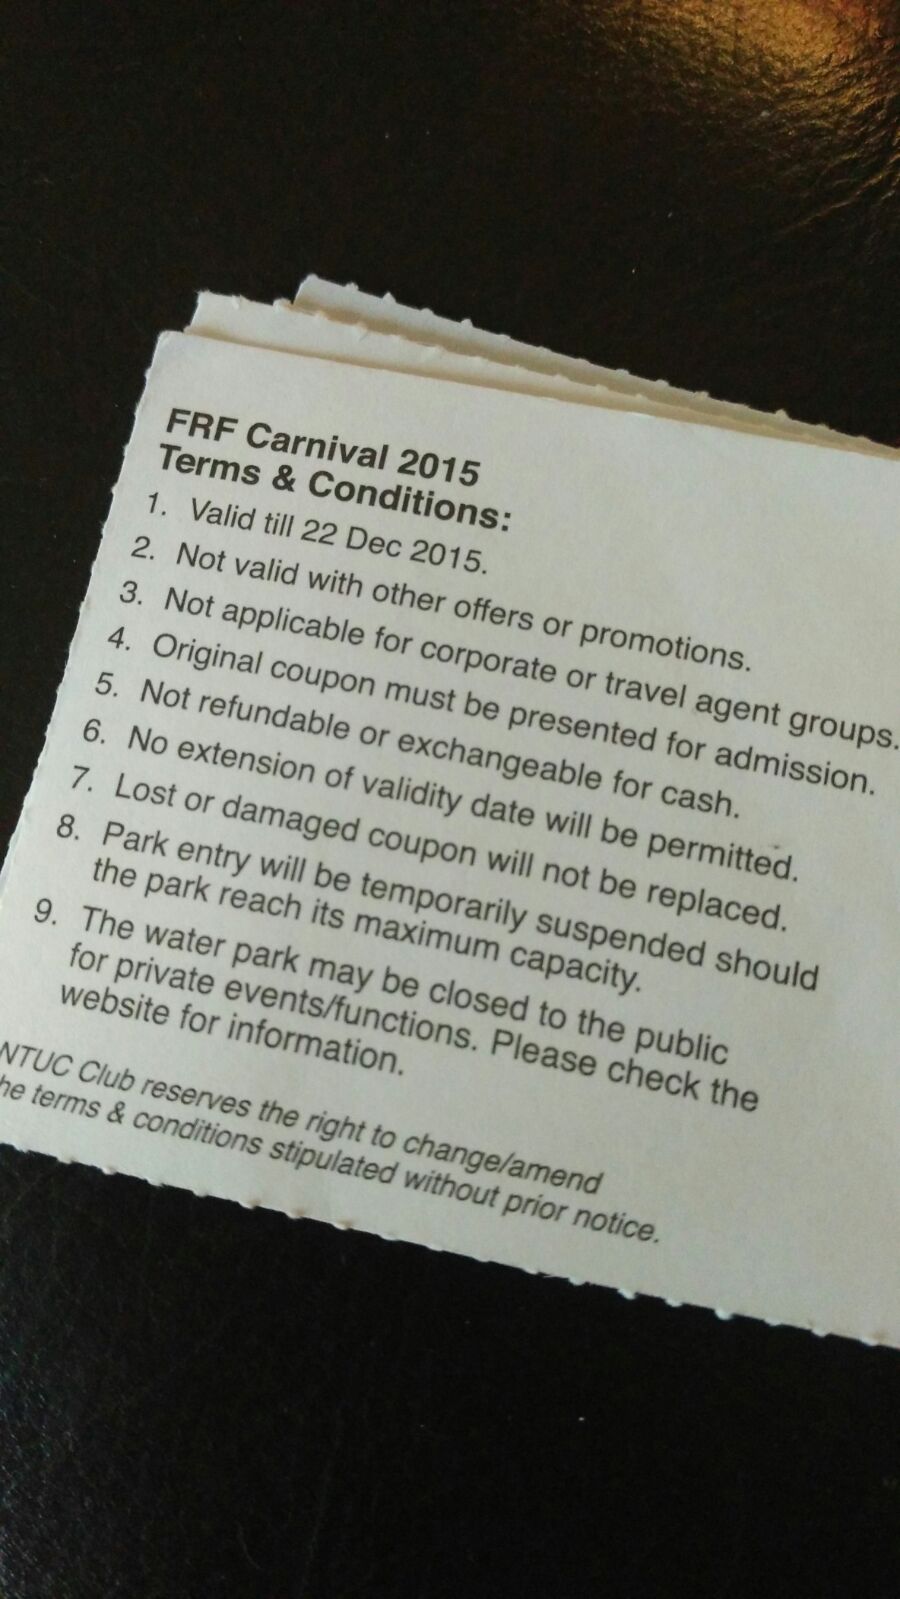 FRF Carnival 2015
Terms & Conditions:
1. Valid till 22 Dec 2015.
2. Not valid with other offers or promotions.
3. Not applicable for corporate or travel agent groups.
4. Original coupon must be presented for admission.
5. Not refundable or exchangeable for cash.
6. No extension of validity date will be permitted.
7. Lost or damaged coupon will not be replaced.
8. Park entry will be temporarily suspended should
the park reach its maximum capacity.
9. The water park may be closed to the public
for private events/functions. Please check the
website for information.
NTUC Club reserves the right to change/amend
he terms & conditions stipulated without prior notice.